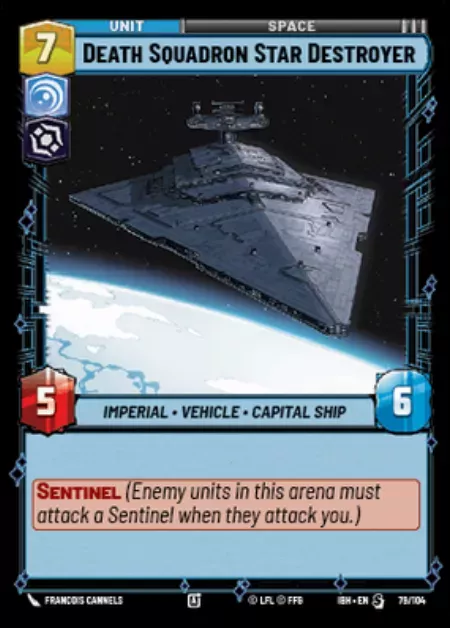 UNIT
SPACE
7
DEATH SQUADRON STAR DESTROYER
5
IMPERIAL • VEHICLE • CAPITAL SHIP
6
SENTINEL (Enemy units in this arena must
attack a Sentinel when they attack you.)
FRANCOIS CANNELS
© LFL © FFG
IBH • EN
79/104